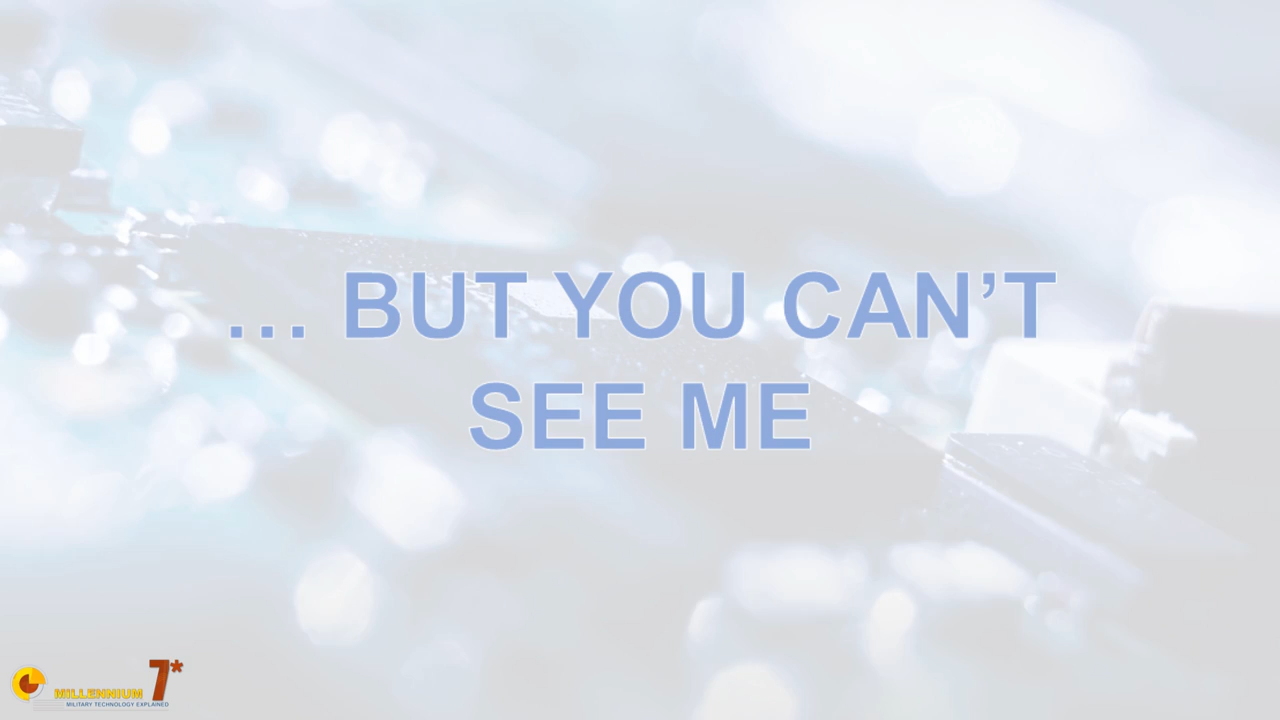 … BUT YOU CAN’T
SEE ME
MILLENNIUM 7*
MILITARY TECHNOLOGY EXPLAINED